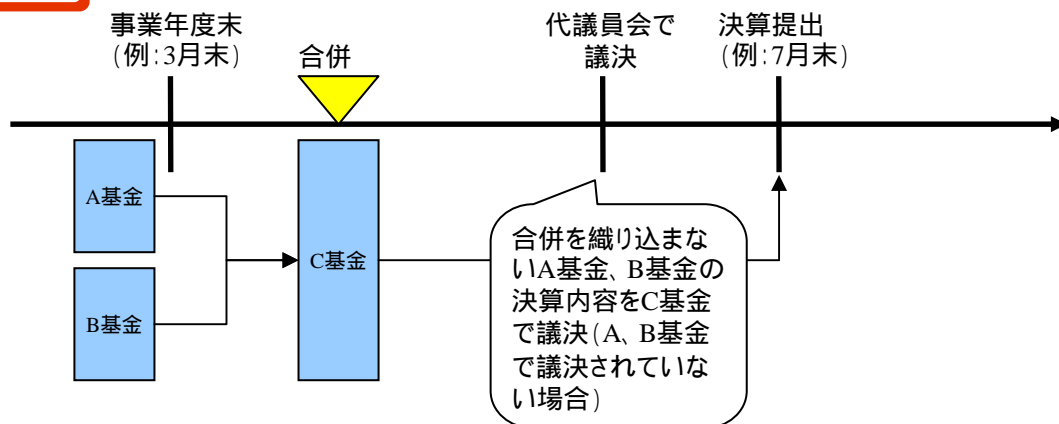 事業年度末
(例:3月末)
合併
代議員会で
議決
決算提出
(例:7月末)
A基金
B基金
C基金
合併を織り込まな
いA基金、B基金の
決算内容をC基金
で議決(A、B基金
で議決されていな
い場合)